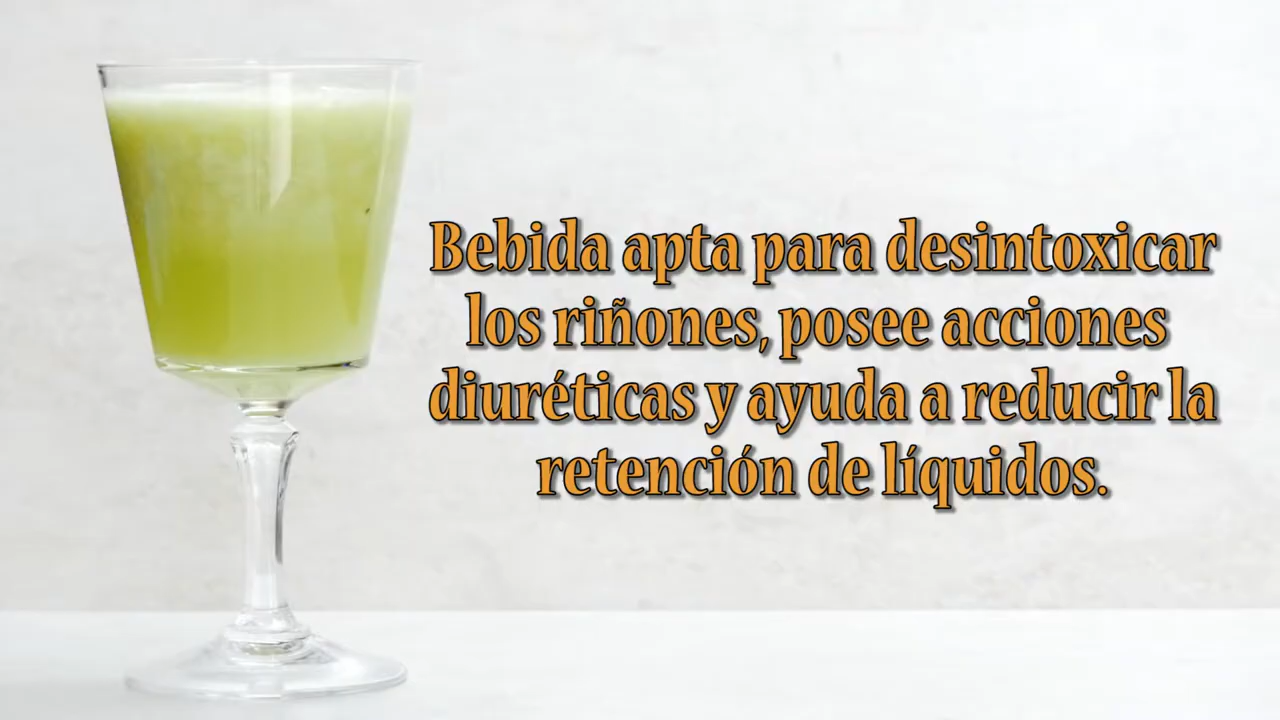 Bebida apta para desintoxicar
los riñones, posee acciones
diuréticas y ayuda a reducir la
retención de líquidos.